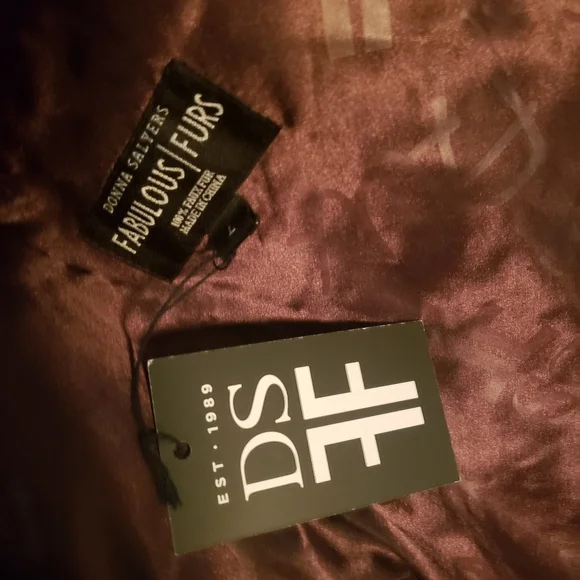 DONNA SALYERS
FABULOUS|FURS
100% FAUX FUR
MADE IN CHINA
L
EST · 1989
DS
FF